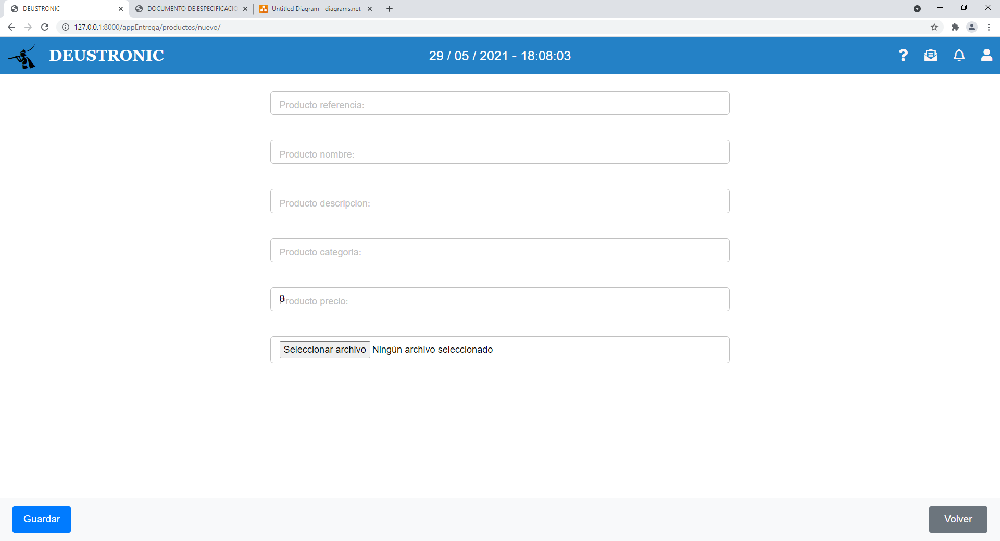 DEUSTRONIC
DOCUMENTO DE ESPECIFICACIO
Untitled Diagram - diagrams.net
127.0.0.1:8000/appEntrega/productos/nuevo/
DEUSTRONIC
29 / 05 / 2021 - 18:08:03
Producto referencia:
Producto nombre:
Producto descripcion:
Producto categoria:
0
Producto precio:
Seleccionar archivo Ningún archivo seleccionado
Guardar
Volver